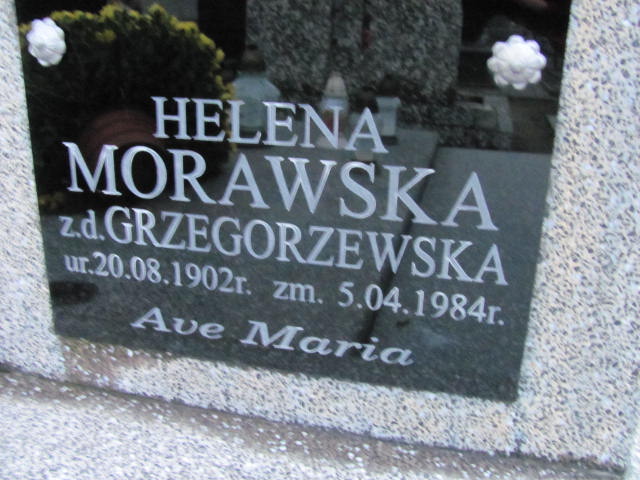 HELENA
MORAWSKA
z.d.GRZEGORZEWSKA
ur.20.08.1902r. zm. 5.04.1984r.
Ave Maria